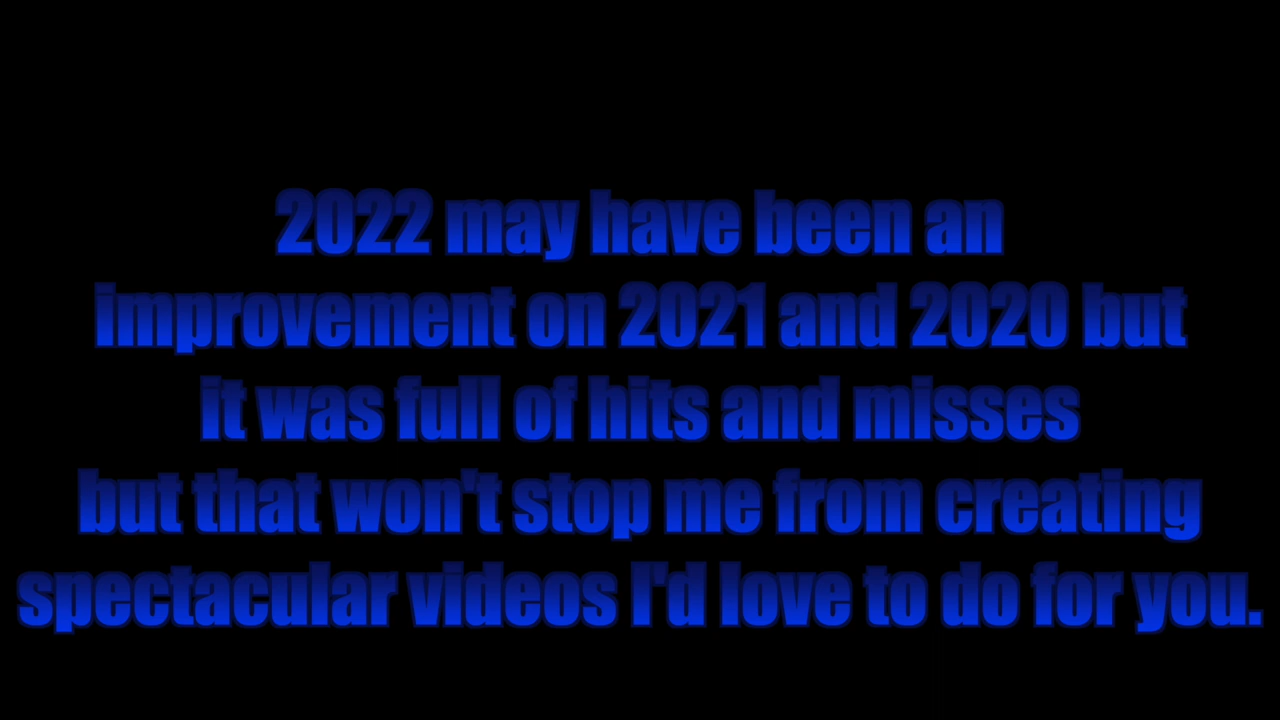 2022 may have been an
improvement on 2021 and 2020 but
it was full of hits and misses
but that won't stop me from creating
spectacular videos I'd love to do for you.